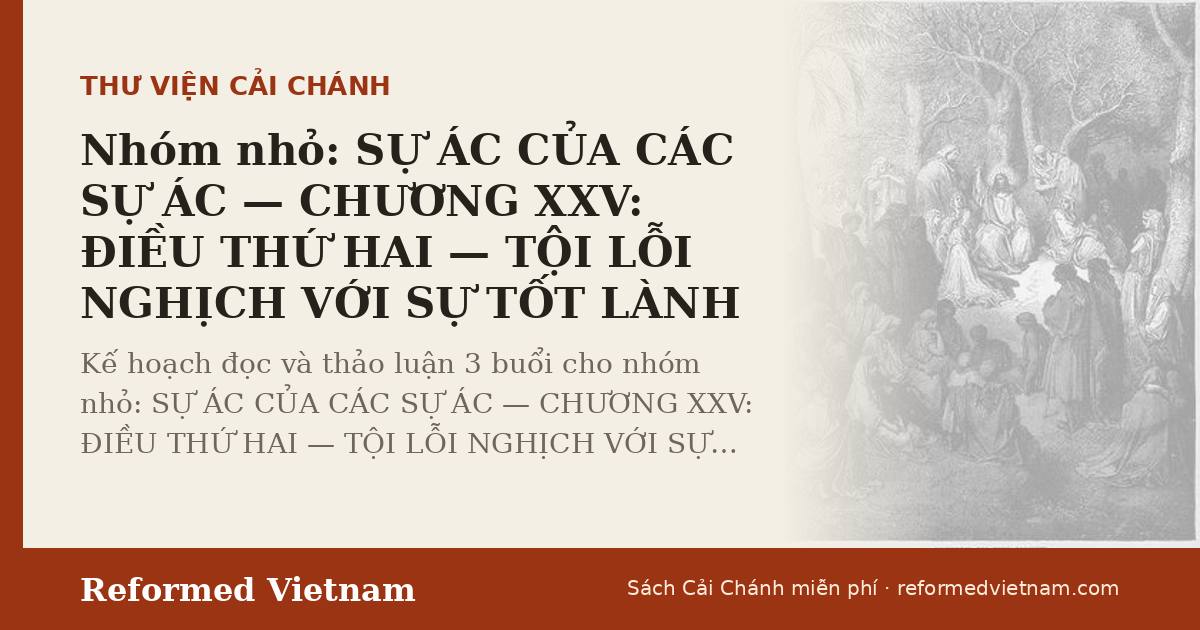 THƯ VIỆN CẢI CHÁNH
Nhóm nhỏ: SỰ ÁC CỦA CÁC
SỰ ÁC — CHƯƠNG XXV:
ĐIỀU THỨ HAI — TỘI LỖI
NGHỊCH VỚI SỰ TỐT LÀNH
Kế hoạch đọc và thảo luận 3 buổi cho nhóm
nhỏ: SỰ ÁC CỦA CÁC SỰ ÁC — CHƯƠNG XXV:
ĐIỀU THỨ HAI — TỘI LỖI NGHỊCH VỚI SỰ...
Reformed Vietnam
Sách Cải Chánh miễn phí · reformedvietnam.com